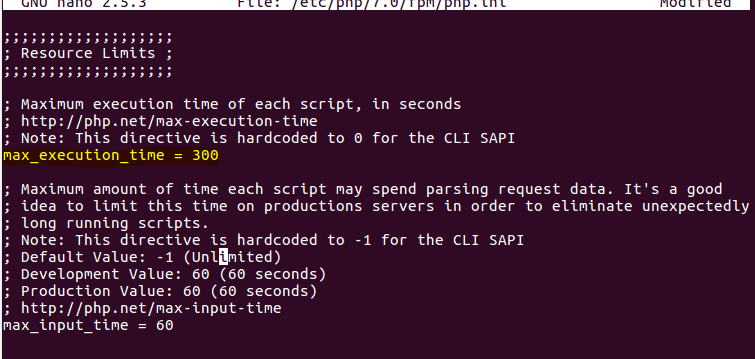 GNU nano 2.5.3 File: /etc/php/7.0/fpm/php.ini Modified
;;;;;;;;;;;;;;;;;;;
; Resource Limits ;
;;;;;;;;;;;;;;;;;;;
; Maximum execution time of each script, in seconds
; http://php.net/max-execution-time
; Note: This directive is hardcoded to 0 for the CLI SAPI
max_execution_time = 300
; Maximum amount of time each script may spend parsing request data. It's a good
; idea to limit this time on productions servers in order to eliminate unexpectedly
; long running scripts.
; Note: This directive is hardcoded to -1 for the CLI SAPI
; Default Value: -1 (Unlimited)
; Development Value: 60 (60 seconds)
; Production Value: 60 (60 seconds)
; http://php.net/max-input-time
max_input_time = 60